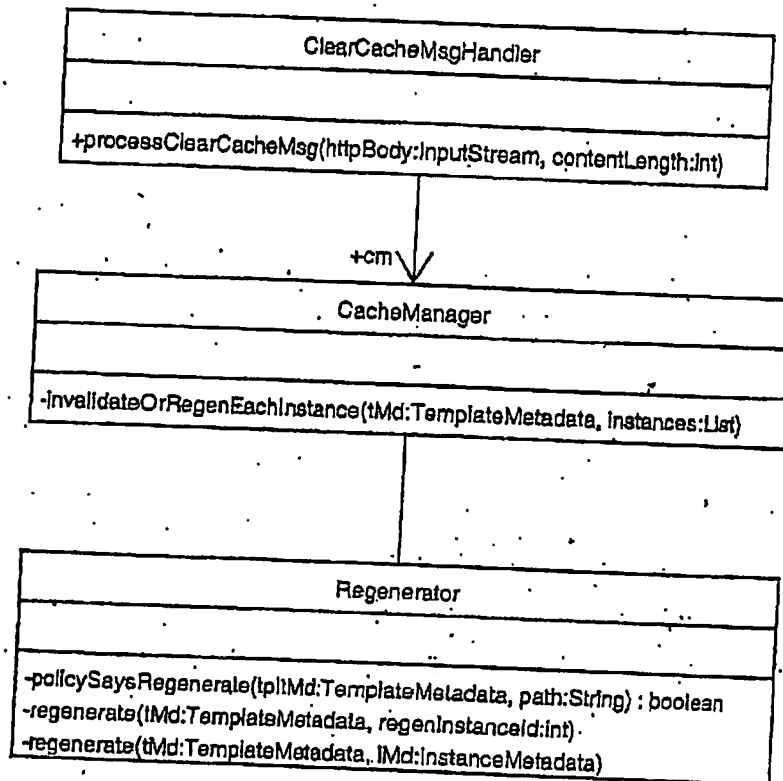 ClearCacheMsgHandler
+processClearCacheMsg(httpBody:InputStream, contentLength:int)
+cm
CacheManager
-invalidateOrRegenEachInstance(tMd:TemplateMetadata, instances:List)
Regenerator
-policySaysRegenerate(tpltMd:TemplateMetadata, path:String) : boolean
-regenerate(tMd:TemplateMetadata, regenInstanceId:int)
-regenerate(tMd:TemplateMetadata, iMd:InstanceMetadata)